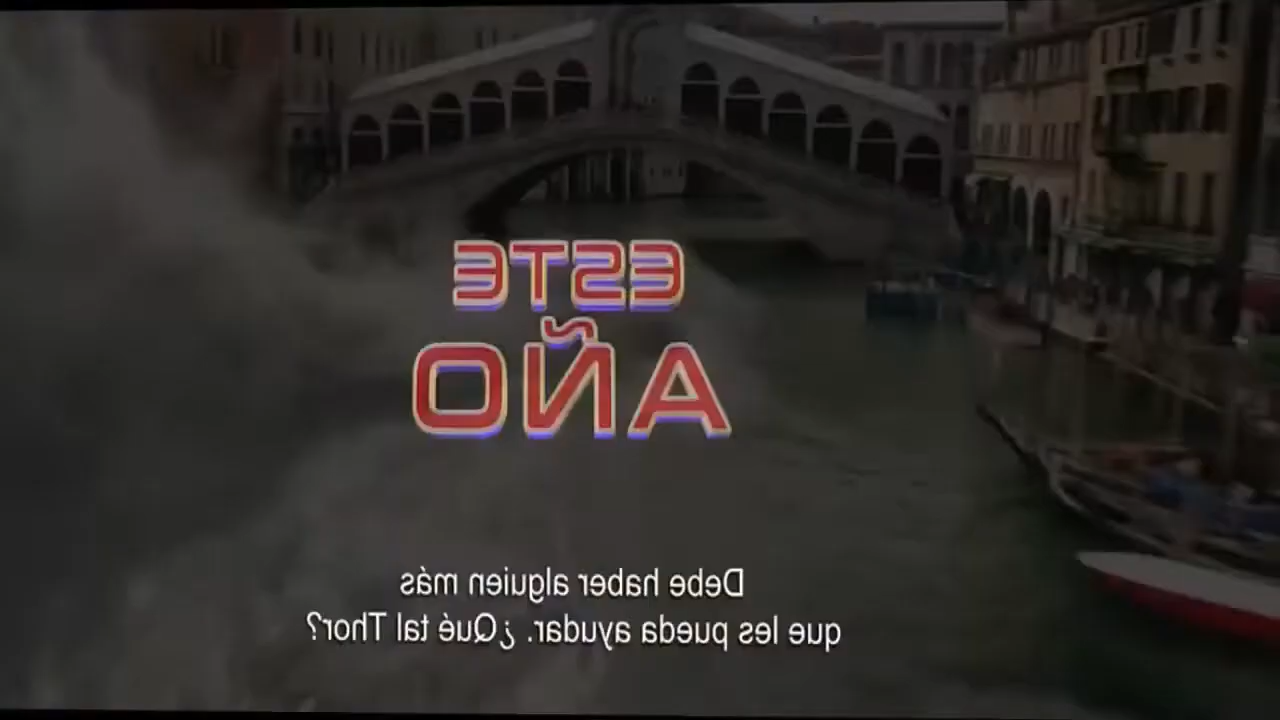 ESTE
AÑO
Debe haber alguien más
que les pueda ayudar. ¿Qué tal Thor?